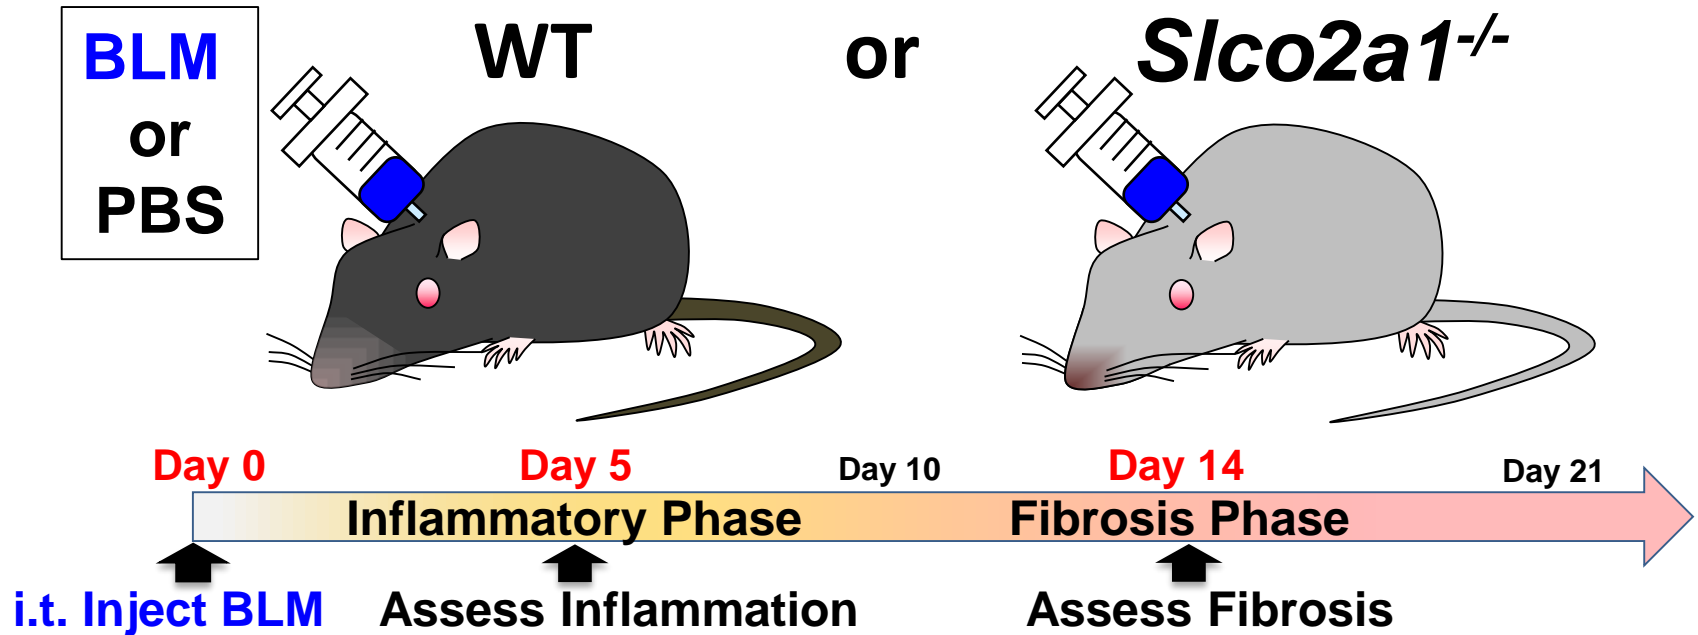 BLM
or
PBS
WT or Slco2a1-/-
Day 0 Day 5 Day 10 Day 14 Day 21
Inflammatory Phase Fibrosis Phase
i.t. Inject BLM Assess Inflammation Assess Fibrosis